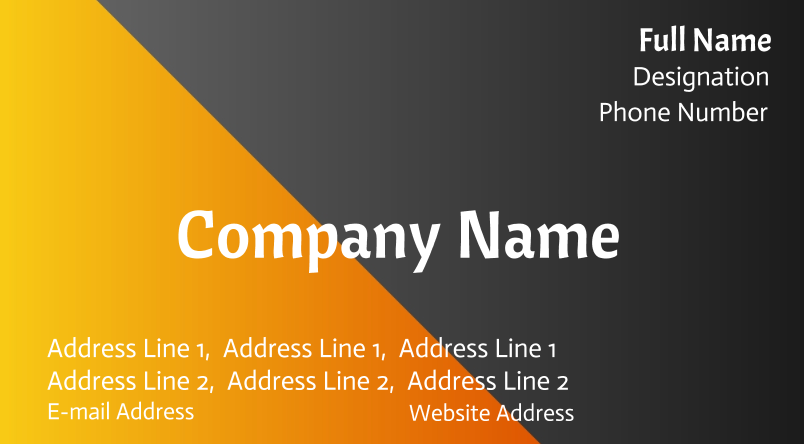 Full Name
Designation
Phone Number
Company Name
Address Line 1, Address Line 1, Address Line 1
Address Line 2, Address Line 2, Address Line 2
E-mail Address Website Address